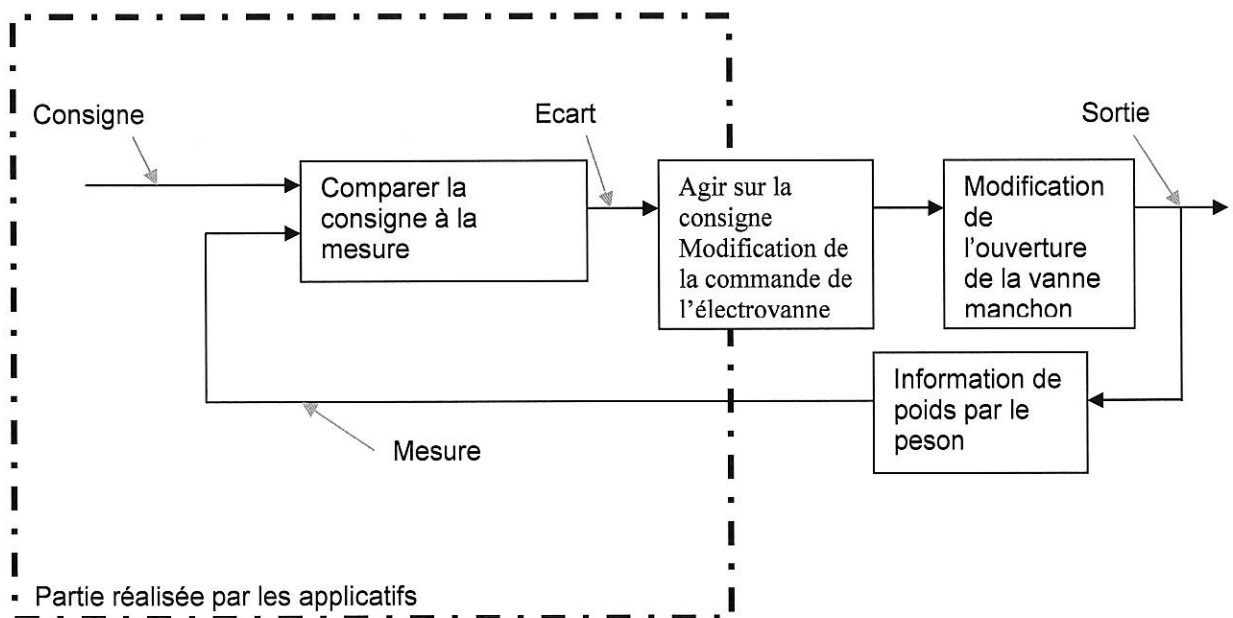 Consigne
Ecart
Sortie
Comparer la
consigne à la
mesure
Agir sur la
consigne
Modification de
la commande de
l'électrovanne
Modification
de
l'ouverture
de la vanne
manchon
Information de
poids par le
peson
Mesure
Partie réalisée par les applicatifs